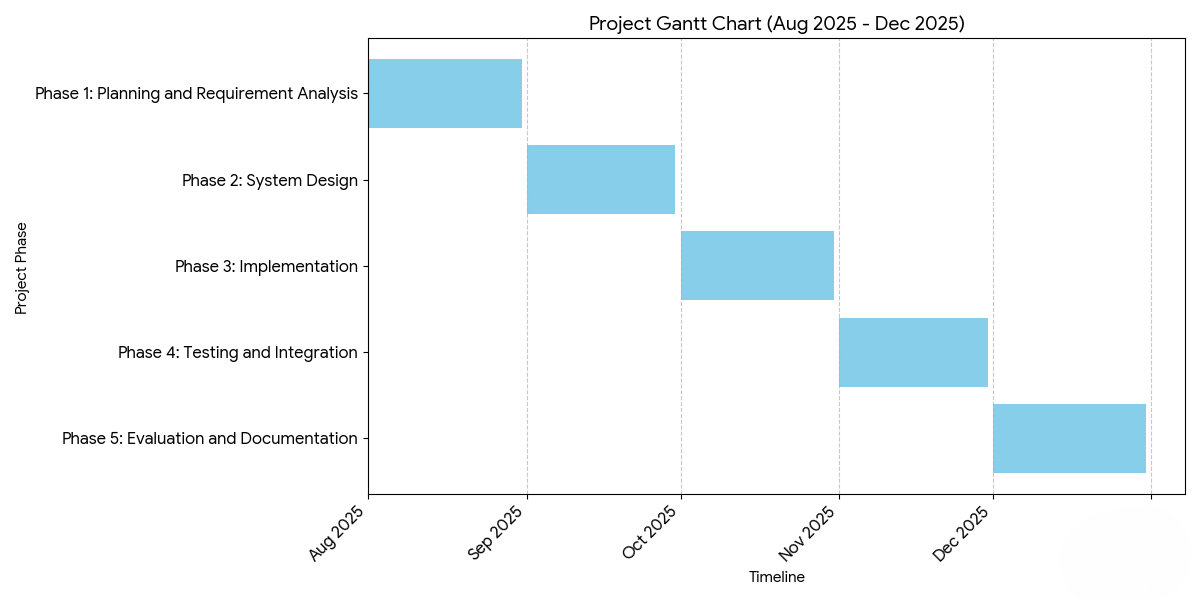 Project Gantt Chart (Aug 2025 - Dec 2025)
Phase 1: Planning and Requirement Analysis
Phase 2: System Design
Phase 3: Implementation
Phase 4: Testing and Integration
Phase 5: Evaluation and Documentation
Project Phase
Aug 2025
Sep 2025
Oct 2025
Nov 2025
Dec 2025
Timeline